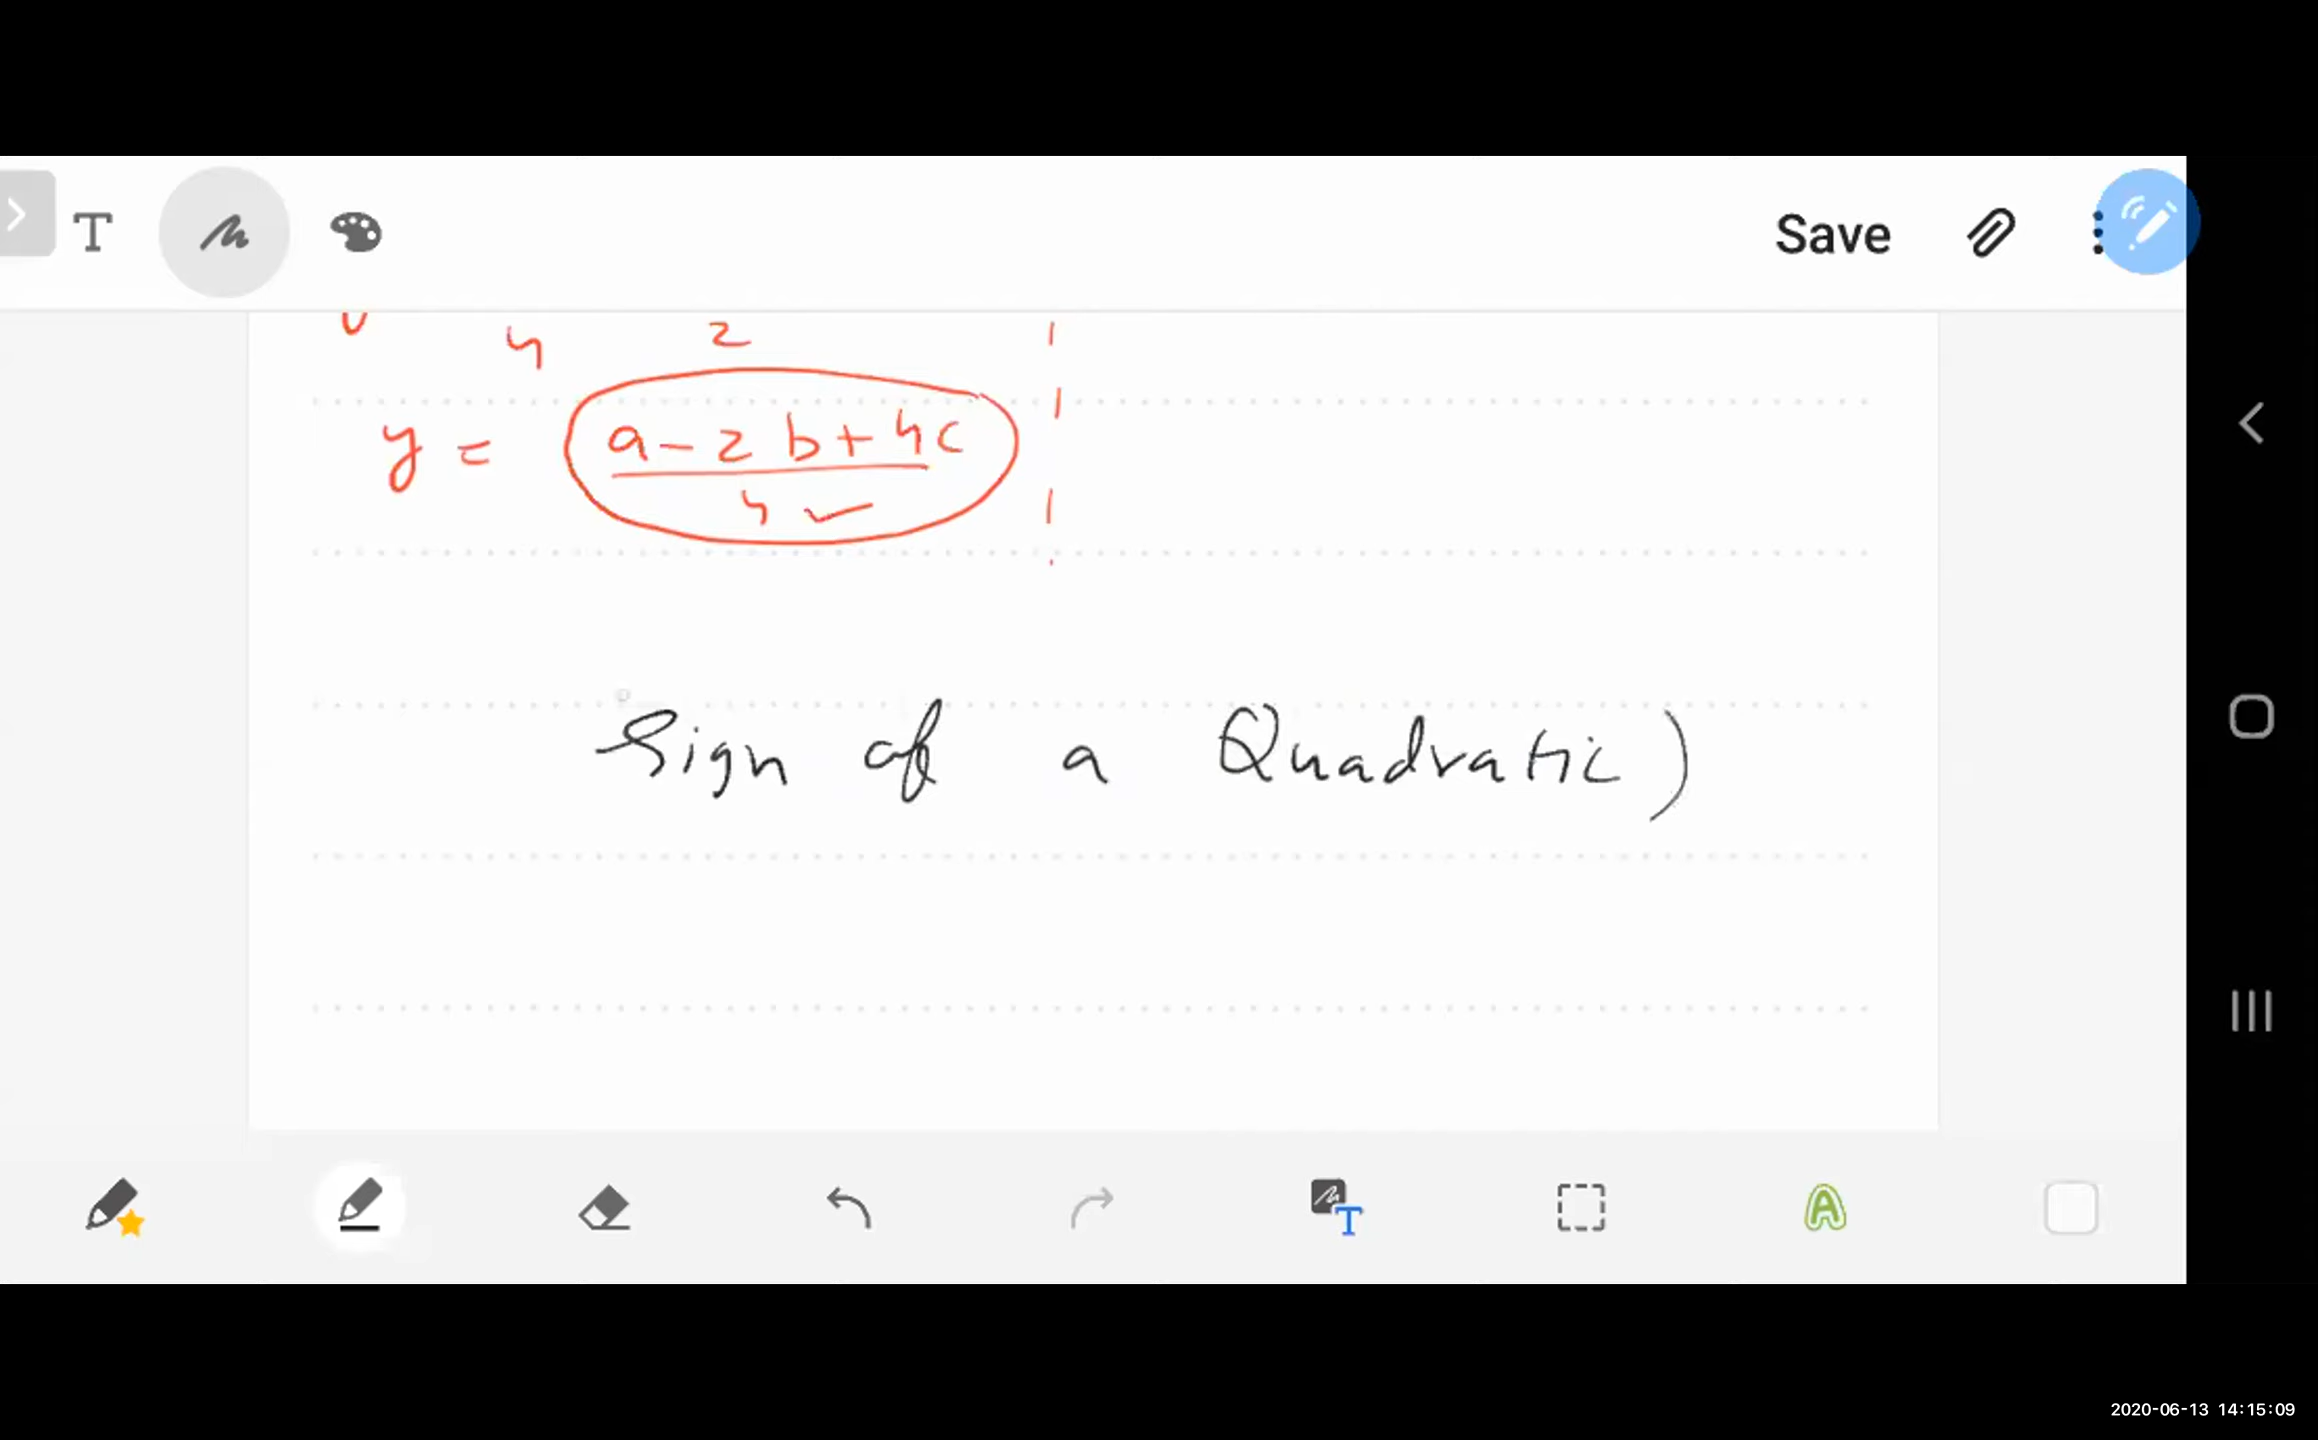 T Save
4 2
y = a - 2b + 4c
4
Sign of a Quadratic)
T A
2020-06-13 14:15:09